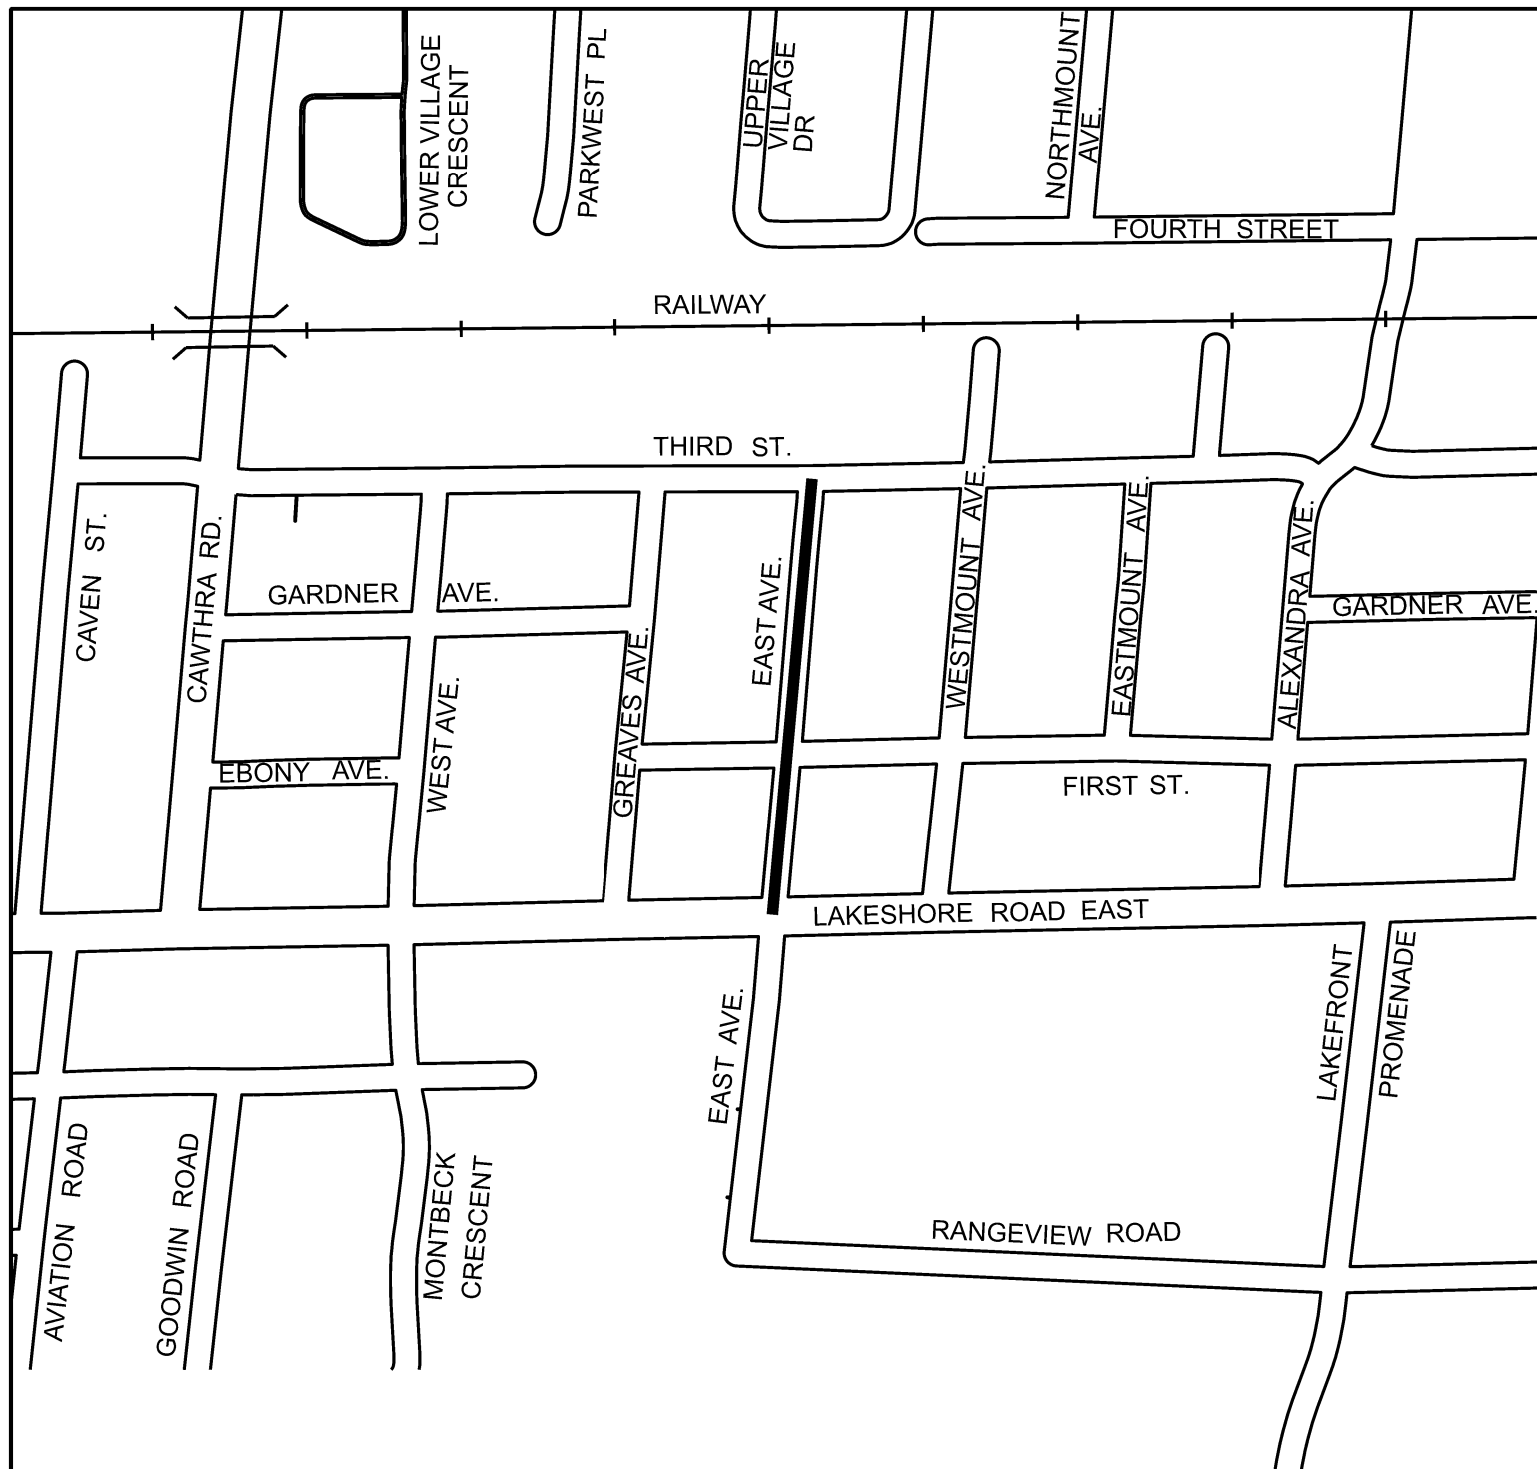 LOWER VILLAGE
CRESCENT
PARKWEST PL
UPPER
VILLAGE
DR
NORTHMOUNT
AVE.
FOURTH STREET
RAILWAY
THIRD ST.
CAVEN ST.
CAWTHRA RD.
GARDNER AVE.
WEST AVE.
GREAVES AVE.
EAST AVE.
WESTMOUNT AVE.
EASTMOUNT AVE.
ALEXANDRA AVE.
GARDNER AVE.
EBONY AVE.
FIRST ST.
LAKESHORE ROAD EAST
EAST AVE.
LAKEFRONT
PROMENADE
AVIATION ROAD
GOODWIN ROAD
MONTBECK
CRESCENT
RANGEVIEW ROAD